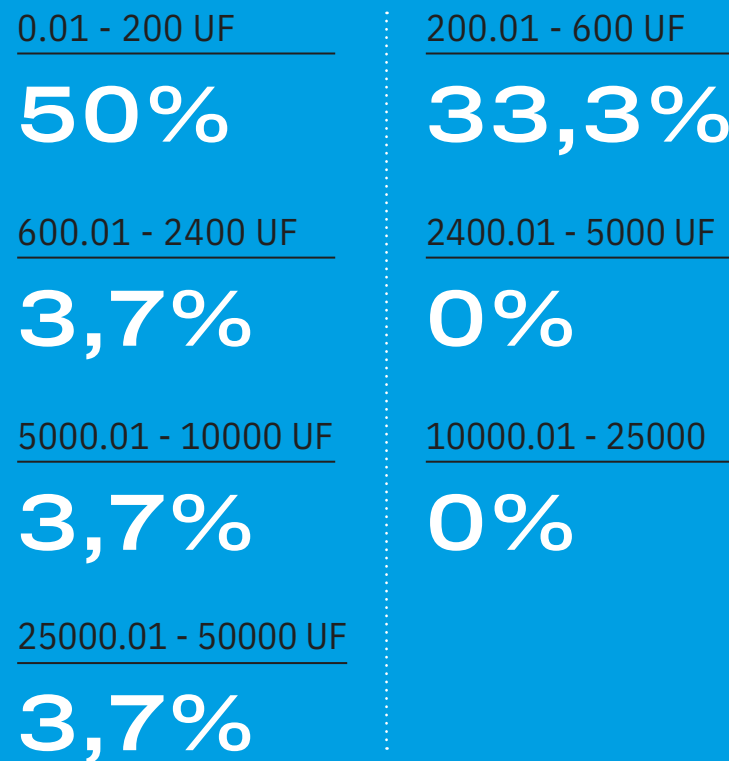 0.01 - 200 UF
50%
200.01 - 600 UF
33,3%
600.01 - 2400 UF
3,7%
2400.01 - 5000 UF
0%
5000.01 - 10000 UF
3,7%
10000.01 - 25000
0%
25000.01 - 50000 UF
3,7%